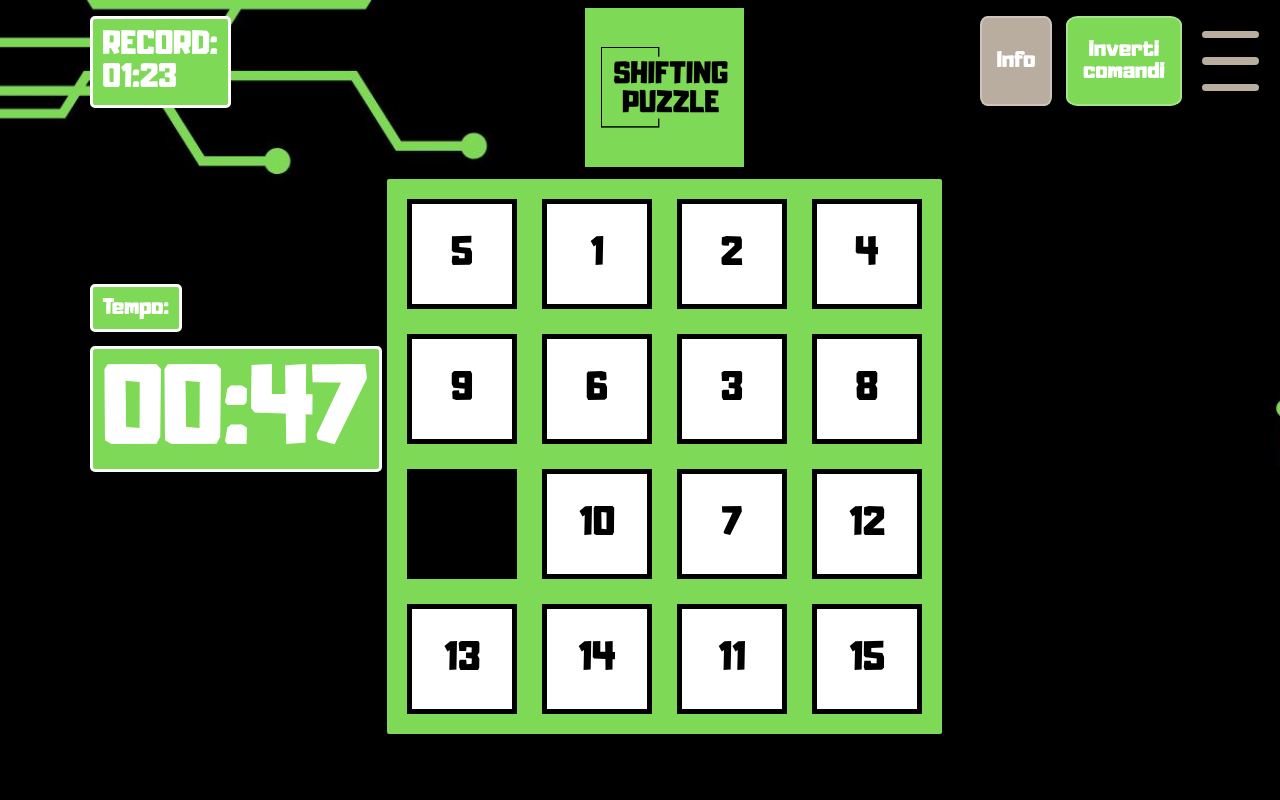 RECORD:
01:23
SHIFTING
PUZZLE
Info
Inverti
comandi
Tempo:
00:47
5 1 2 4
9 6 3 8
10 7 12
13 14 11 15